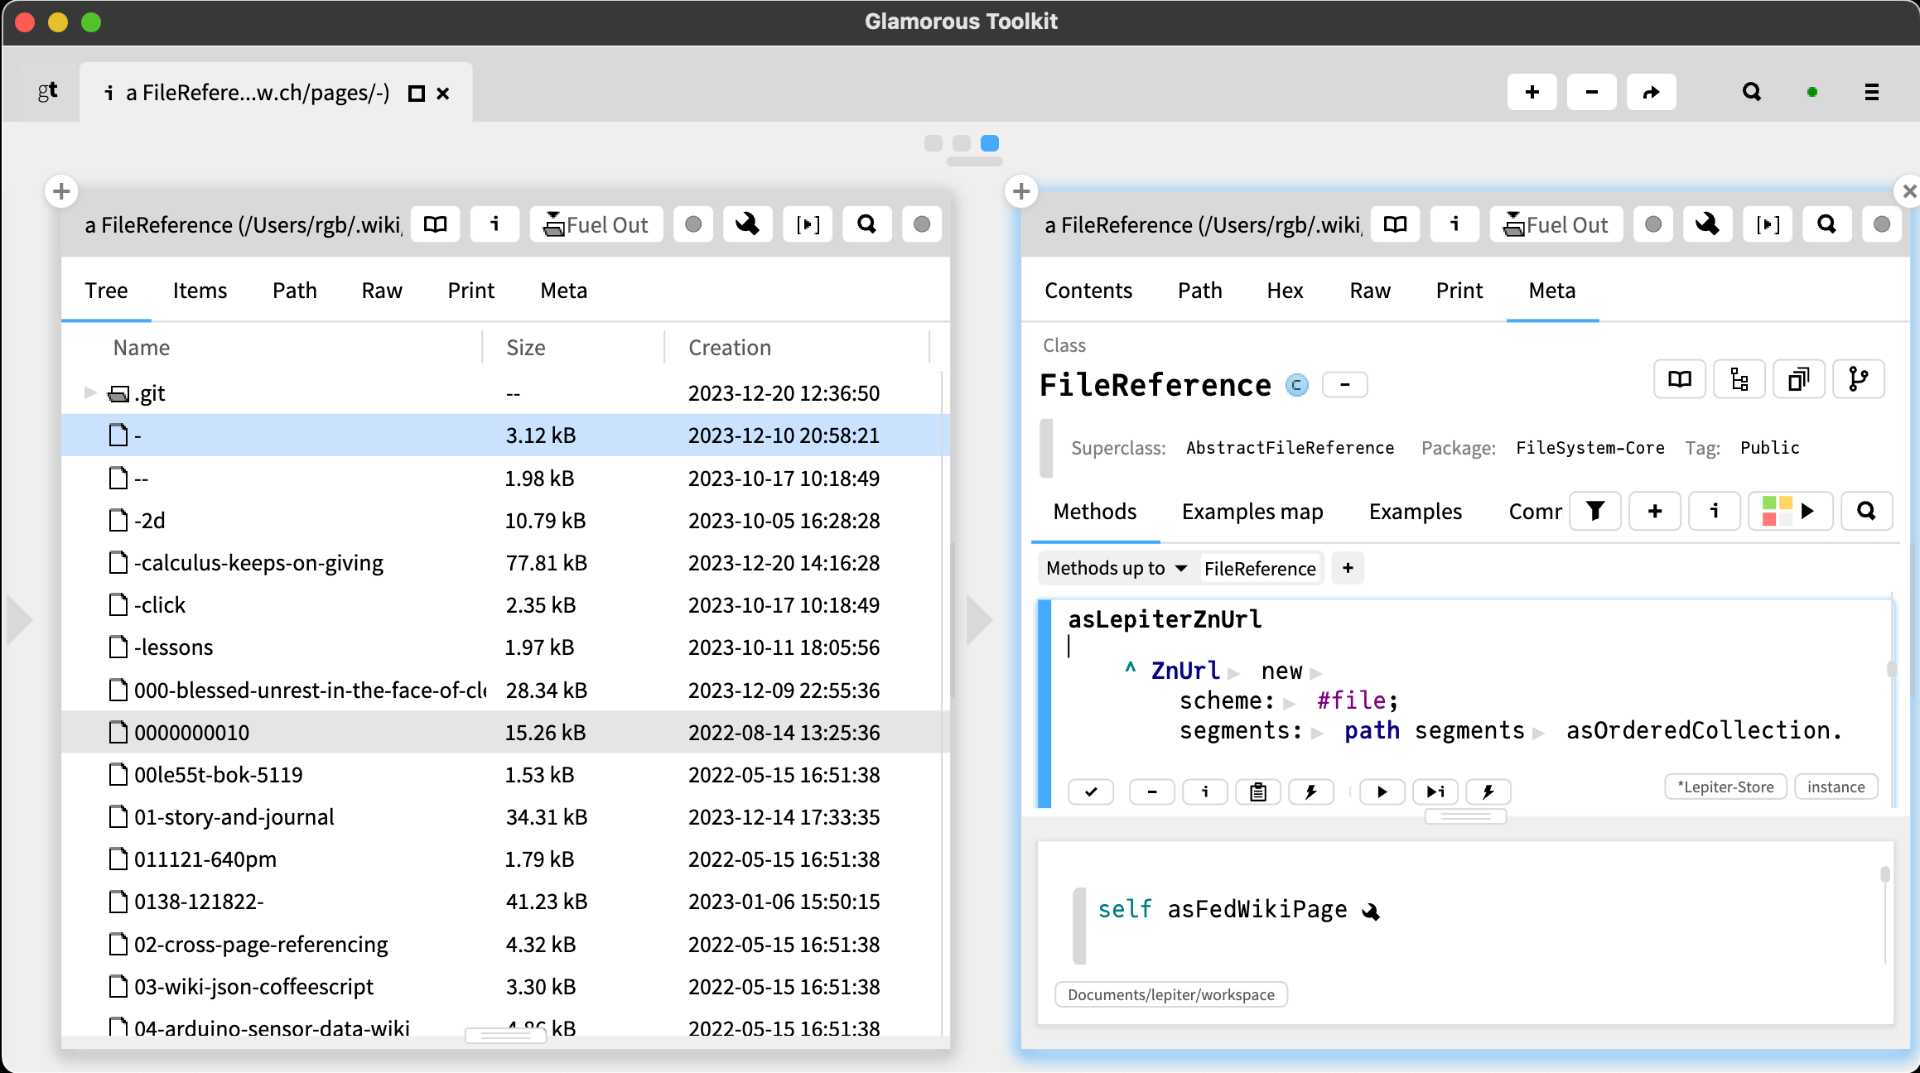 Glamorous Toolkit
gt
i a FileRefere...w.ch/pages/-)
a FileReference (/Users/rgb/.wiki, i Fuel Out
Tree Items Path Raw Print Meta
Name Size Creation
.git -- 2023-12-20 12:36:50
- 3.12 kB 2023-12-10 20:58:21
-- 1.98 kB 2023-10-17 10:18:49
-2d 10.79 kB 2023-10-05 16:28:28
-calculus-keeps-on-giving 77.81 kB 2023-12-20 14:16:28
-click 2.35 kB 2023-10-17 10:18:49
-lessons 1.97 kB 2023-10-11 18:05:56
000-blessed-unrest-in-the-face-of-cl 28.34 kB 2023-12-09 22:55:36
0000000010 15.26 kB 2022-08-14 13:25:36
00le55t-bok-5119 1.53 kB 2022-05-15 16:51:38
01-story-and-journal 34.31 kB 2023-12-14 17:33:35
011121-640pm 1.79 kB 2022-05-15 16:51:38
0138-121822- 41.23 kB 2023-01-06 15:50:15
02-cross-page-referencing 4.32 kB 2022-05-15 16:51:38
03-wiki-json-coffeescript 3.30 kB 2022-05-15 16:51:38
04-arduino-sensor-data-wiki 4.86 kB 2022-05-15 16:51:38
a FileReference (/Users/rgb/.wiki, i Fuel Out
Contents Path Hex Raw Print Meta
Class
FileReference C -
Superclass: AbstractFileReference Package: FileSystem-Core Tag: Public
Methods Examples map Examples Comr + i
Methods up to FileReference +
asLepiterZnUrl
^ ZnUrl new
scheme: #file;
segments: path segments asOrderedCollection.
*Lepiter-Store instance
self asFedWikiPage
Documents/lepiter/workspace